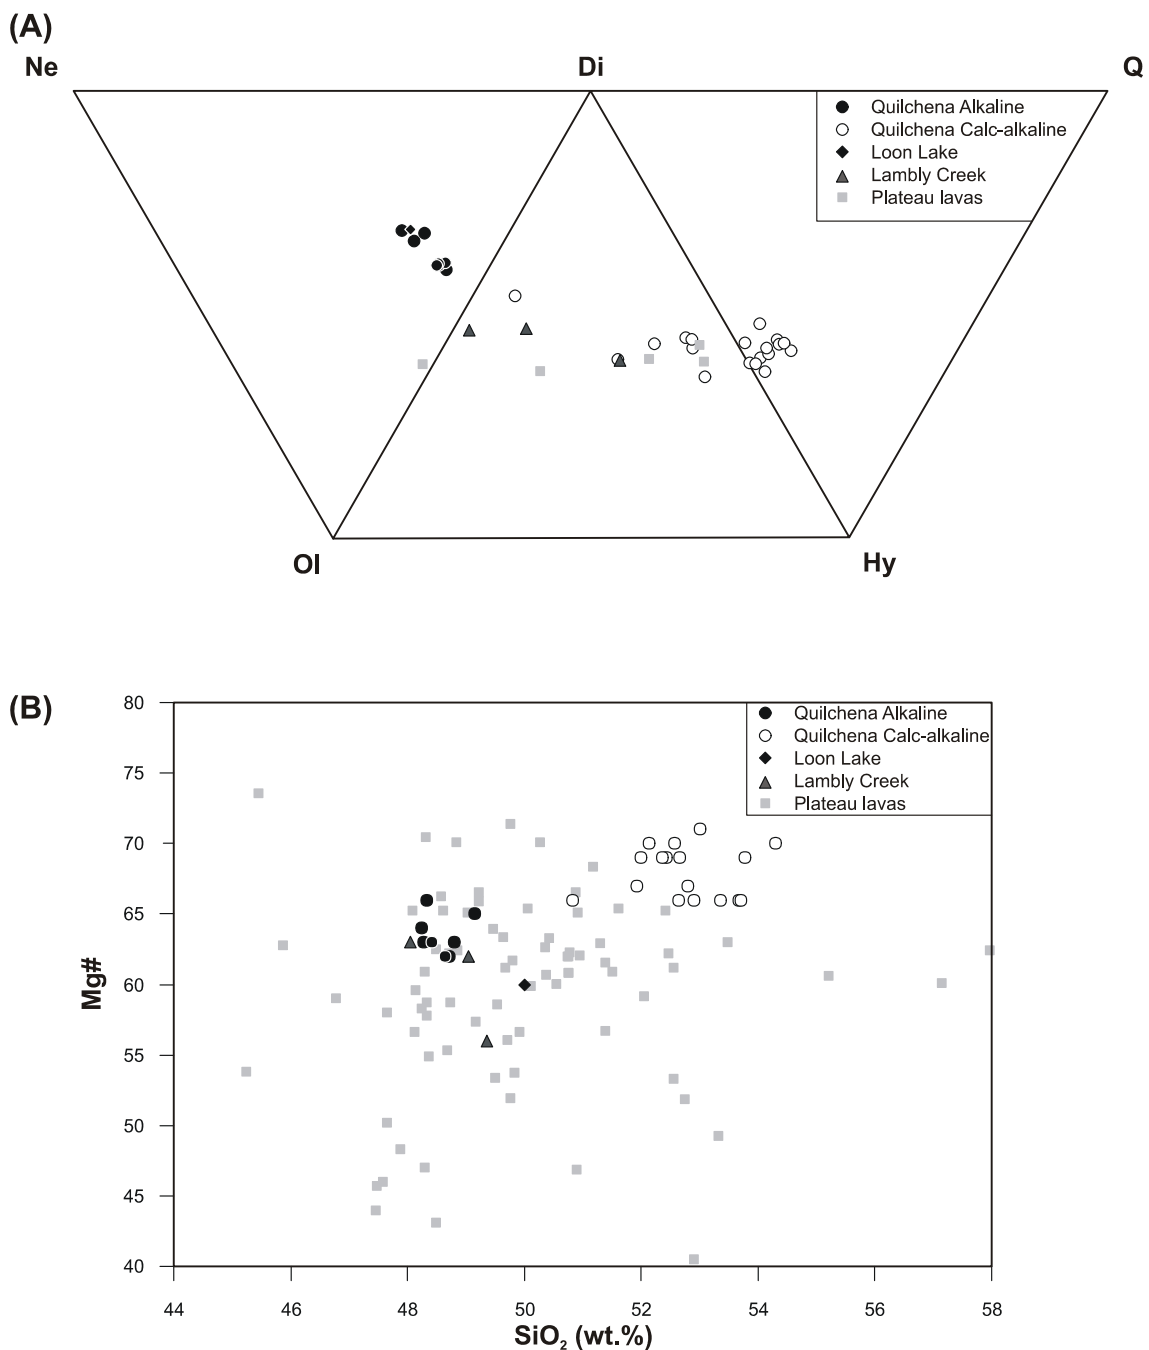 (A)
Ne Di Q
Quilchena Alkaline
Quilchena Calc-alkaline
Loon Lake
Lambly Creek
Plateau lavas
Ol Hy
(B)
80
75
70
65
60
55
50
45
40
Mg#
Quilchena Alkaline
Quilchena Calc-alkaline
Loon Lake
Lambly Creek
Plateau lavas
44 46 48 50 52 54 56 58
SiO₂ (wt.%)